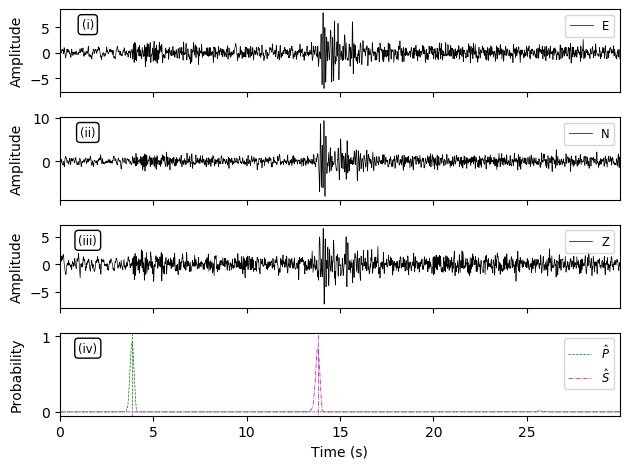 (i)
E
Amplitude
5
0
−5
(ii)
N
Amplitude
10
0
(iii)
Z
Amplitude
5
0
−5
(iv)
P̂
Ŝ
Probability
1
0
0 5 10 15 20 25
Time (s)